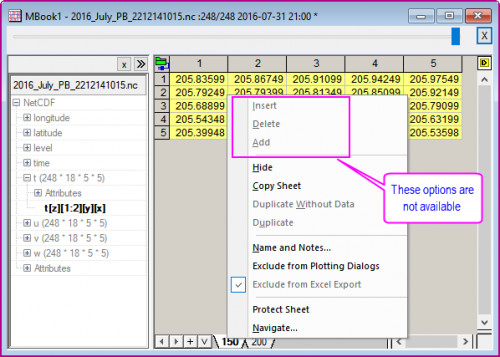 MBook1 - 2016_July_PB_2212141015.nc :248/248 2016-07-31 21:00 *
X
x »
2016_July_PB_2212141015.nc
NetCDF
longitude
latitude
level
time
t (248 * 18 * 5 * 5)
Attributes
t[z][1:2][y][x]
u (248 * 18 * 5 * 5)
v (248 * 18 * 5 * 5)
w (248 * 18 * 5 * 5)
Attributes
D
1 2 3 4 5
1 205.83599 205.86749 205.91099 205.94249 205.97549
2 205.79249 205.79399 205.81349 205.85099 205.92149
3 205.68899 205.79099
4 205.54348 205.63199
5 205.39948 205.53598
Insert
Delete
Add
Hide
Copy Sheet
Duplicate Without Data
Duplicate
Name and Notes...
Exclude from Plotting Dialogs
Exclude from Excel Export
Protect Sheet
Navigate...
These options are
not available
150 200